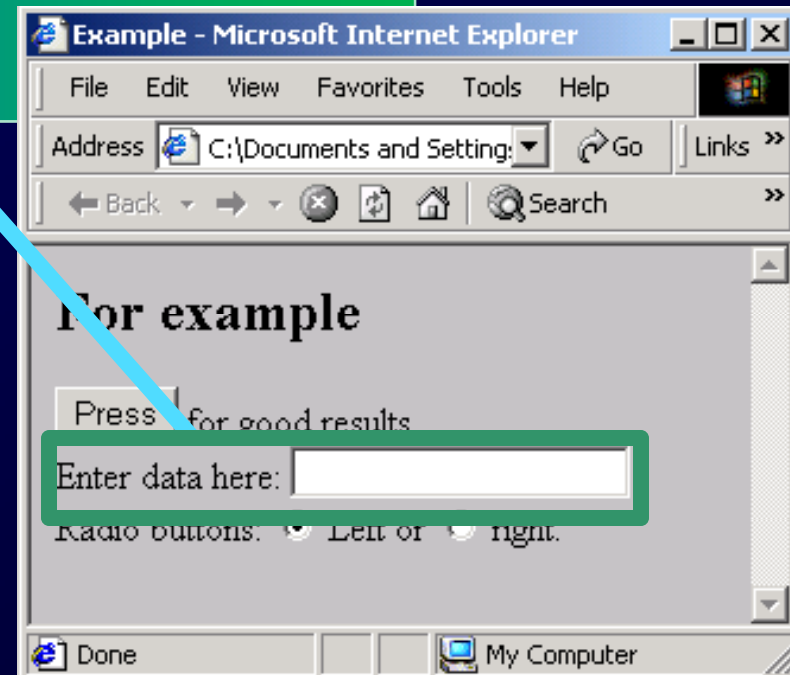 Example - Microsoft Internet Explorer
File Edit View Favorites Tools Help
Address C:\Documents and Setting Go Links »
Back Search »
For example
Press for good results
Enter data here:
Radio buttons: Left or right.
Done My Computer